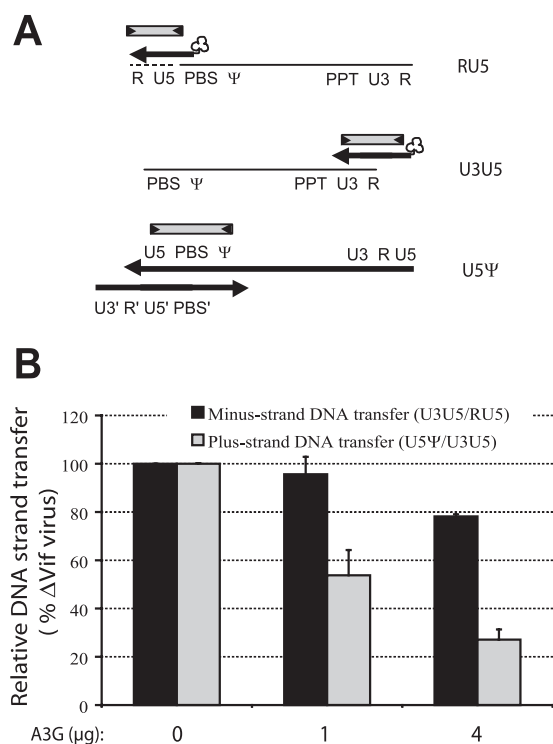 A
R U5 PBS Ψ PPT U3 R RU5
PBS Ψ PPT U3 R U3U5
U5 PBS Ψ U3 R U5 U5Ψ
U3' R' U5' PBS'
B
Relative DNA strand transfer
( % ΔVif virus)
120
100
80
60
40
20
0
Minus-strand DNA transfer (U3U5/RU5)
Plus-strand DNA transfer (U5Ψ/U3U5)
A3G (µg): 0 1 4